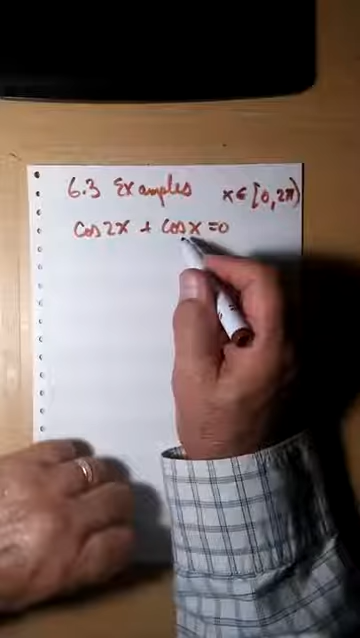 6.3 Examples x ∈ [0, 2π)
cos 2x + cos x = 0